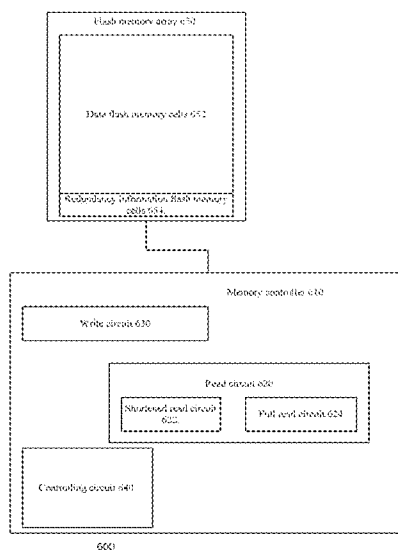 Flash memory array 650
Data flash memory cells 652
Redundancy information flash memory
cells 654
Memory controller 610
Write circuit 630
Read circuit 620
Shortened read circuit
622
Full read circuit 624
Controlling circuit 640
600